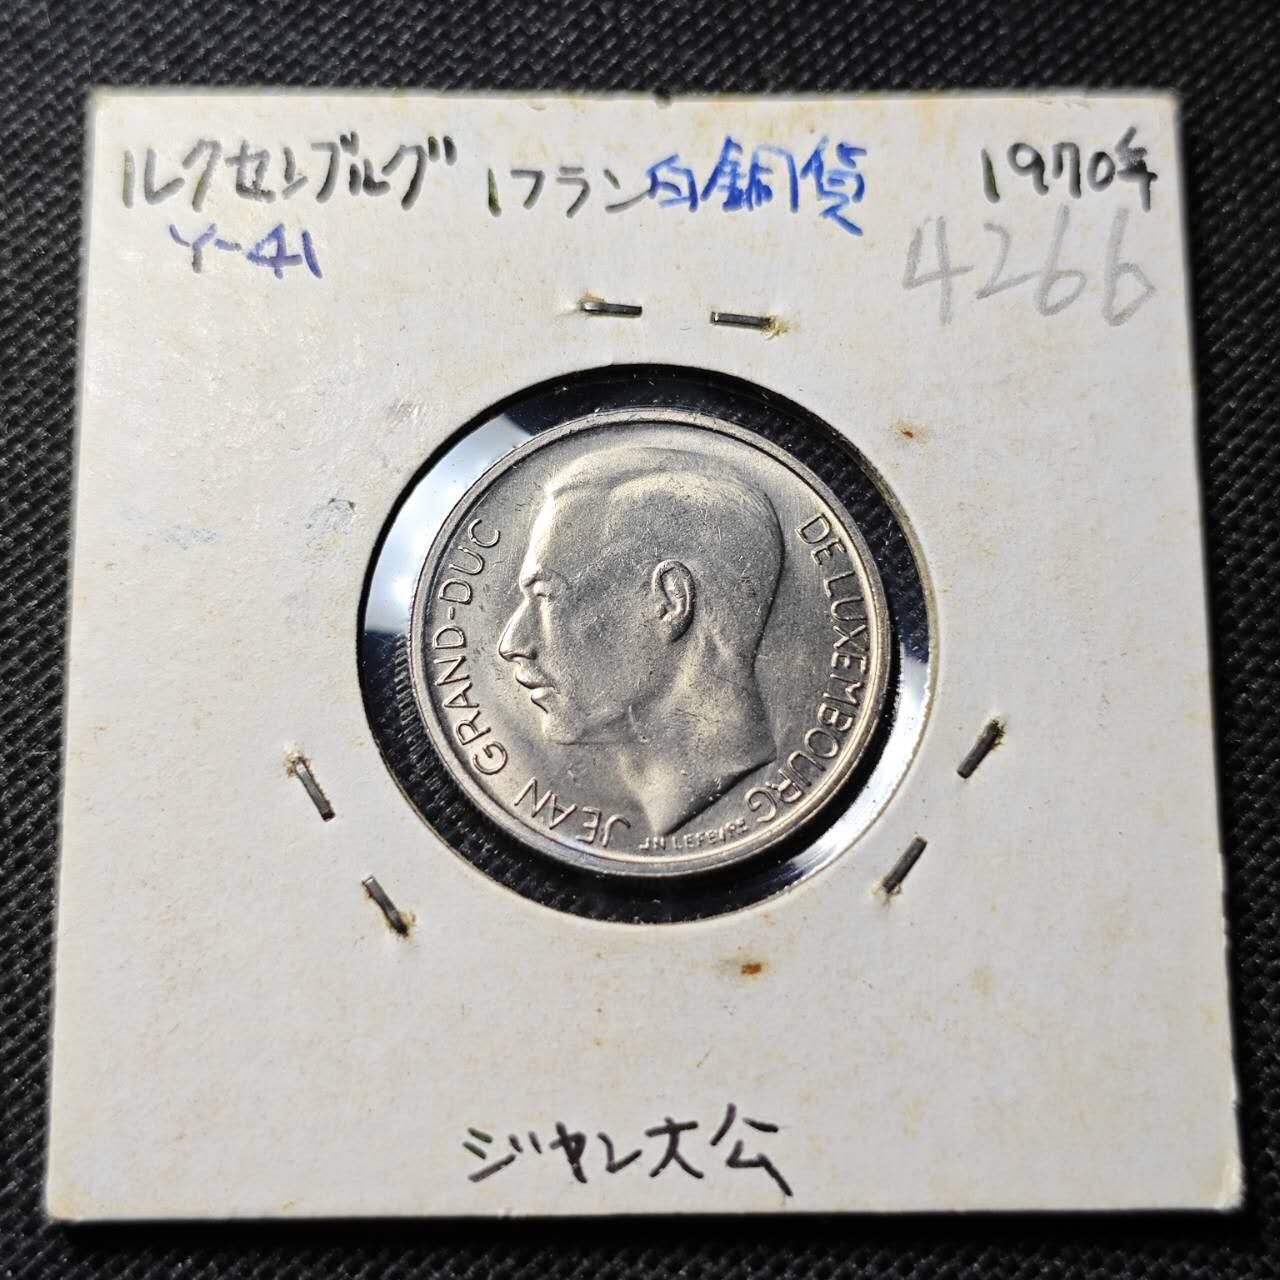 ルクセンブルグ 1フラン白銅貨 1970年
Y-41
4266
JEAN GRAND-DUC DE LUXEMBOURG
JN LEFEVRE
ジャン大公